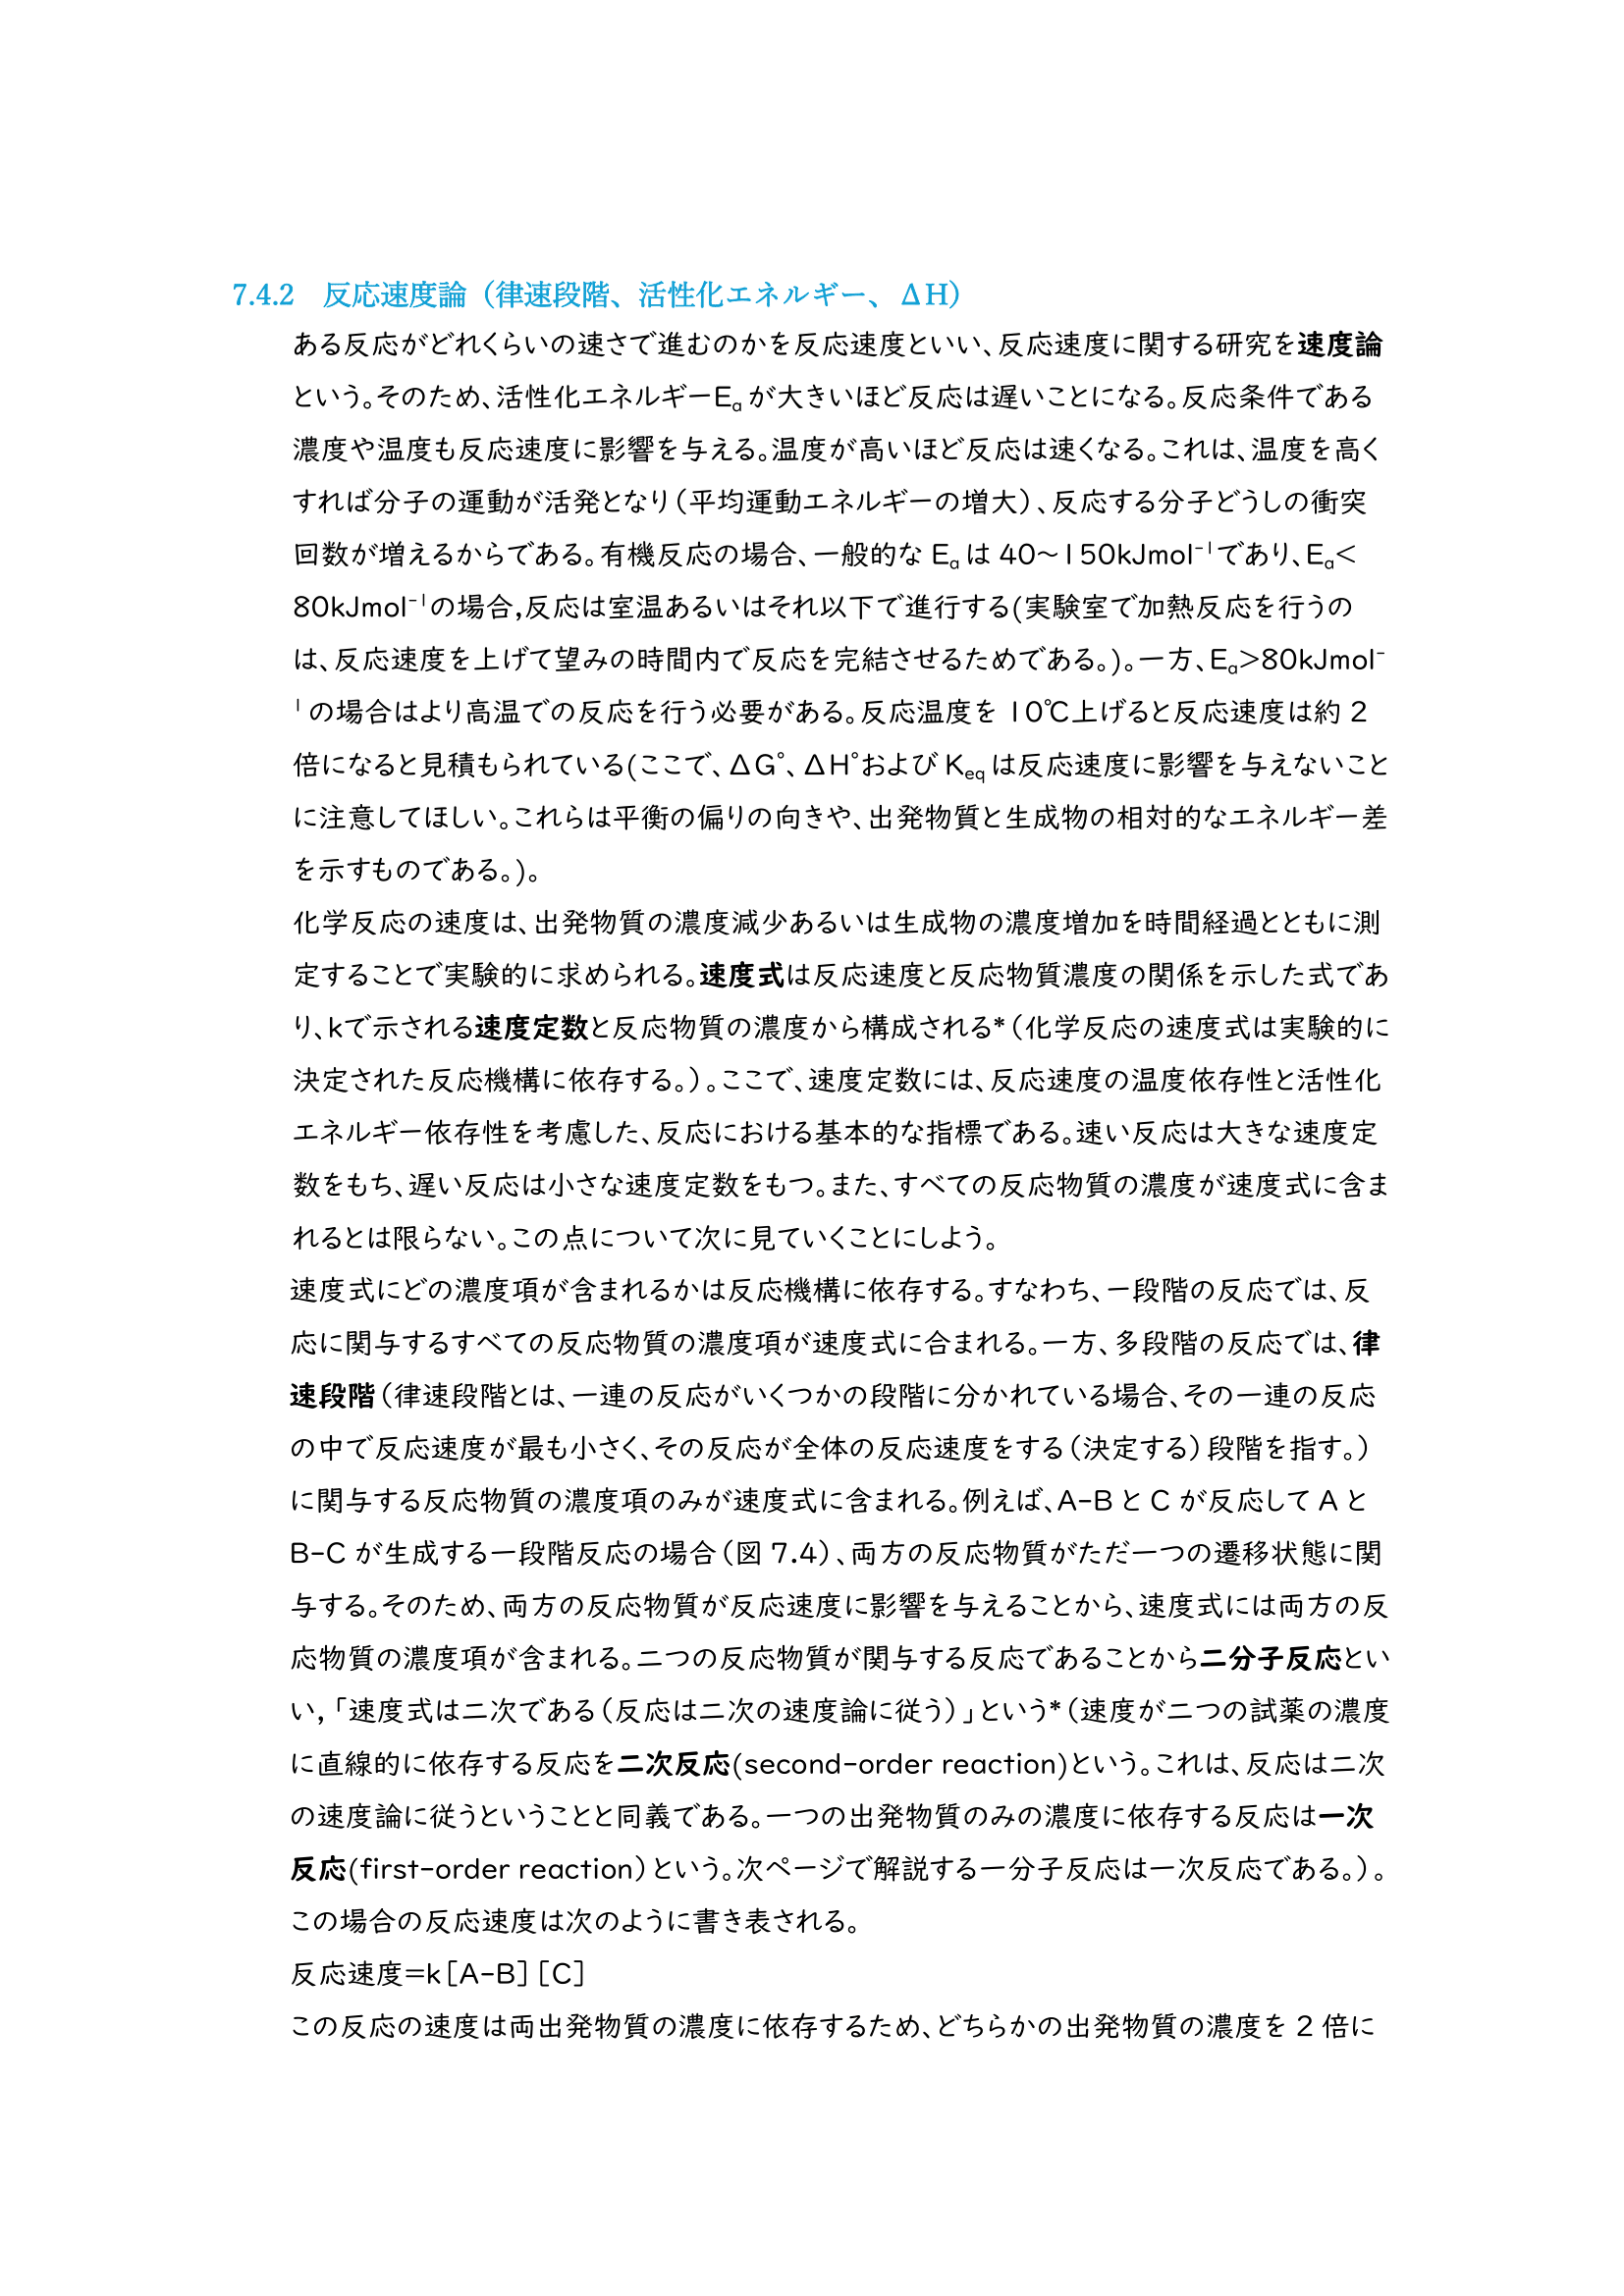 7.4.2　反応速度論（律速段階、活性化エネルギー、ΔH）
ある反応がどれくらいの速さで進むのかを反応速度といい、反応速度に関する研究を速度論
という。そのため、活性化エネルギーEₐが大きいほど反応は遅いことになる。反応条件である
濃度や温度も反応速度に影響を与える。温度が高いほど反応は速くなる。これは、温度を高く
すれば分子の運動が活発となり（平均運動エネルギーの増大）、反応する分子どうしの衝突
回数が増えるからである。有機反応の場合、一般的な Eₐは 40～150kJmol⁻¹であり、Eₐ＜
80kJmol⁻¹の場合,反応は室温あるいはそれ以下で進行する(実験室で加熱反応を行うの
は、反応速度を上げて望みの時間内で反応を完結させるためである。)。一方、Eₐ>80kJmol⁻
¹の場合はより高温での反応を行う必要がある。反応温度を 10℃上げると反応速度は約 2
倍になると見積もられている(ここで、ΔG°、ΔH°および Keq は反応速度に影響を与えないこと
に注意してほしい。これらは平衡の偏りの向きや、出発物質と生成物の相対的なエネルギー差
を示すものである。)。
化学反応の速度は、出発物質の濃度減少あるいは生成物の濃度増加を時間経過とともに測
定することで実験的に求められる。速度式は反応速度と反応物質濃度の関係を示した式であ
り、kで示される速度定数と反応物質の濃度から構成される*（化学反応の速度式は実験的に
決定された反応機構に依存する。）。ここで、速度定数には、反応速度の温度依存性と活性化
エネルギー依存性を考慮した、反応における基本的な指標である。速い反応は大きな速度定
数をもち、遅い反応は小さな速度定数をもつ。また、すべての反応物質の濃度が速度式に含ま
れるとは限らない。この点について次に見ていくことにしよう。
速度式にどの濃度項が含まれるかは反応機構に依存する。すなわち、一段階の反応では、反
応に関与するすべての反応物質の濃度項が速度式に合まれる。一方、多段階の反応では、律
速段階（律速段階とは、一連の反応がいくつかの段階に分かれている場合、その一連の反応
の中で反応速度が最も小さく、その反応が全体の反応速度をする（決定する）段階を指す。）
に関与する反応物質の濃度項のみが速度式に含まれる。例えば、A-B と C が反応して A と
B-C が生成する一段階反応の場合（図 7.4）、両方の反応物質がただ一つの遷移状態に関
与する。そのため、両方の反応物質が反応速度に影響を与えることから、速度式には両方の反
応物質の濃度項が含まれる。二つの反応物質が関与する反応であることから二分子反応とい
い,「速度式は二次である（反応は二次の速度論に従う）」という*（速度が二つの試薬の濃度
に直線的に依存する反応を二次反応(second-order reaction)という。これは、反応は二次
の速度論に従うということと同義である。一つの出発物質のみの濃度に依存する反応は一次
反応(first-order reaction）という。次ページで解説する一分子反応は一次反応である。）。
この場合の反応速度は次のように書き表される。
反応速度=k［A-B］［C］
この反応の速度は両出発物質の濃度に依存するため、どちらかの出発物質の濃度を 2 倍に